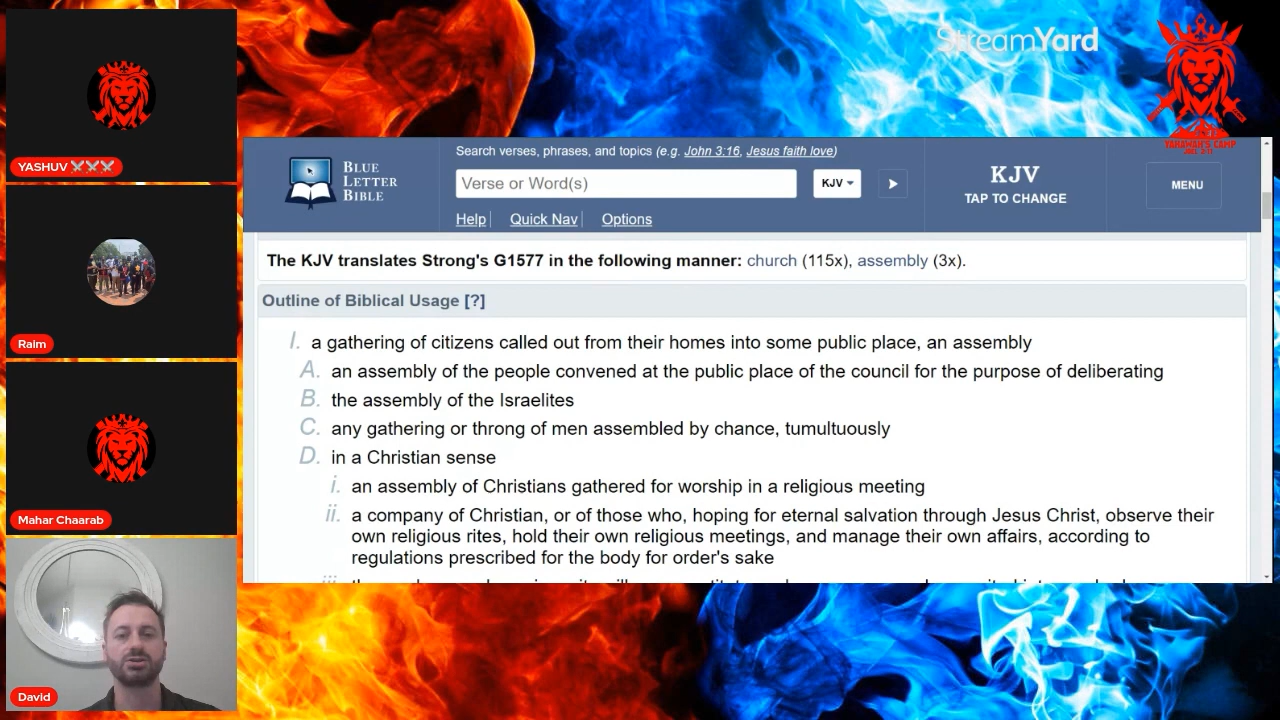 StreamYard
YASHUV
Raim
Mahar Chaarab
David
YAHAWAH'S CAMP
BLUE
LETTER
BIBLE
Search verses, phrases, and topics (e.g. John 3:16, Jesus faith love)
Verse or Word(s)
KJV
Help
Quick Nav
Options
KJV
TAP TO CHANGE
MENU
The KJV translates Strong's G1577 in the following manner: church (115x), assembly (3x).
Outline of Biblical Usage [?]
I. a gathering of citizens called out from their homes into some public place, an assembly
A. an assembly of the people convened at the public place of the council for the purpose of deliberating
B. the assembly of the Israelites
C. any gathering or throng of men assembled by chance, tumultuously
D. in a Christian sense
i. an assembly of Christians gathered for worship in a religious meeting
ii. a company of Christian, or of those who, hoping for eternal salvation through Jesus Christ, observe their
own religious rites, hold their own religious meetings, and manage their own affairs, according to
regulations prescribed for the body for order's sake